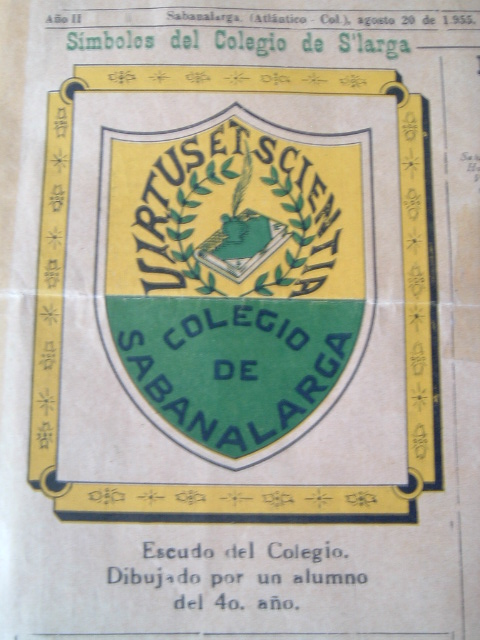 Año II Sabanalarga, (Atlántico - Col.), agosto 20 de 1.955.
Símbolos del Colegio de S'larga
VIRTUS ET SCIENTIA
COLEGIO
DE
SABANALARGA
Escudo del Colegio.
Dibujado por un alumno
del 4o. año.